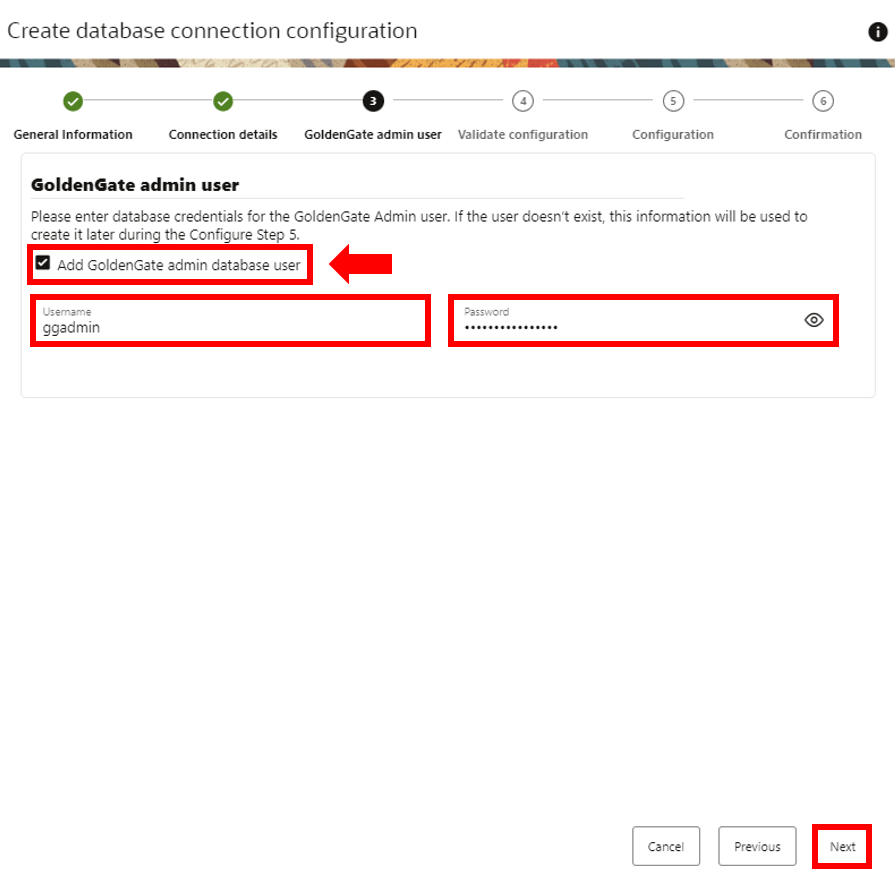 Create database connection configuration
i
3
4
5
6
General Information
Connection details
GoldenGate admin user
Validate configuration
Configuration
Confirmation
GoldenGate admin user
Please enter database credentials for the GoldenGate Admin user. If the user doesn't exist, this information will be used to
create it later during the Configure Step 5.
Add GoldenGate admin database user
Username
ggadmin
Password
••••••••••••••••
Cancel
Previous
Next